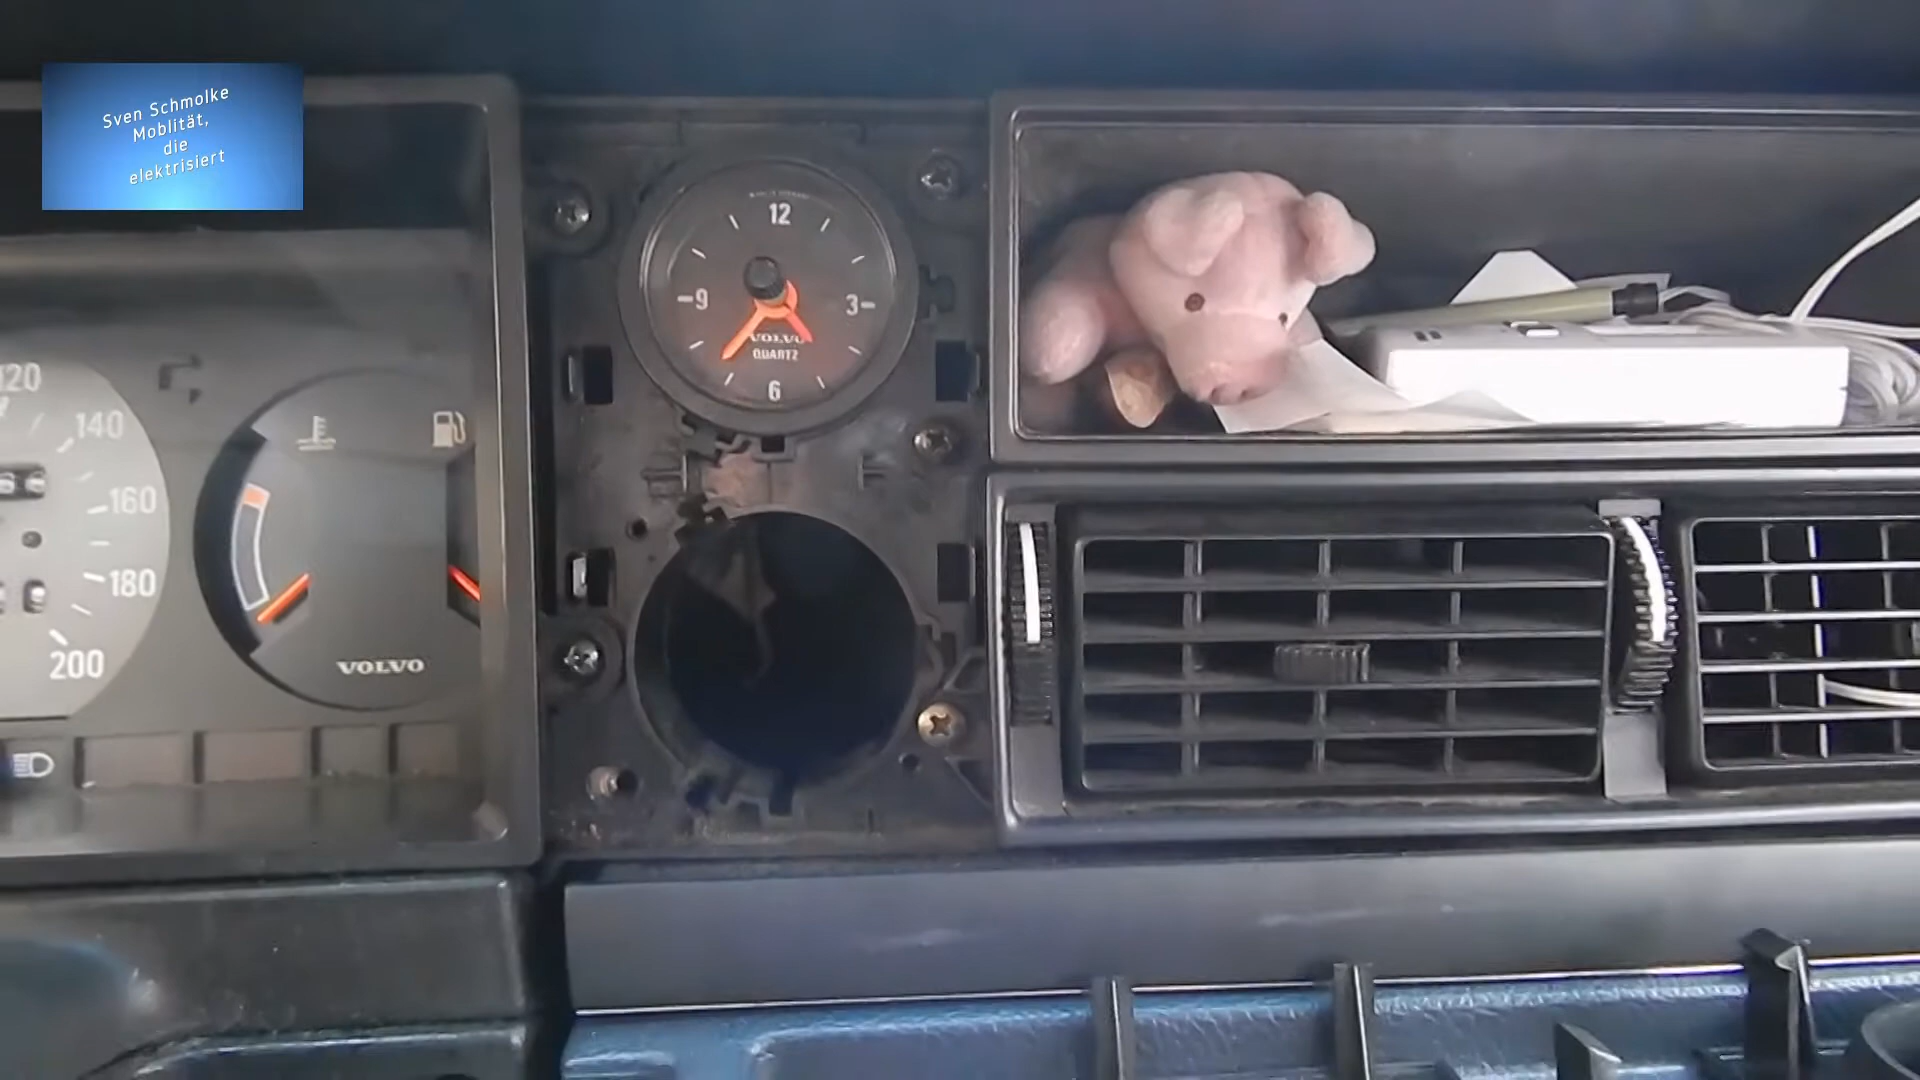 Sven Schmolke
Moblität,
die
elektrisiert
12
9
3
VOLVO
QUARTZ
6
120
140
160
180
200
VOLVO